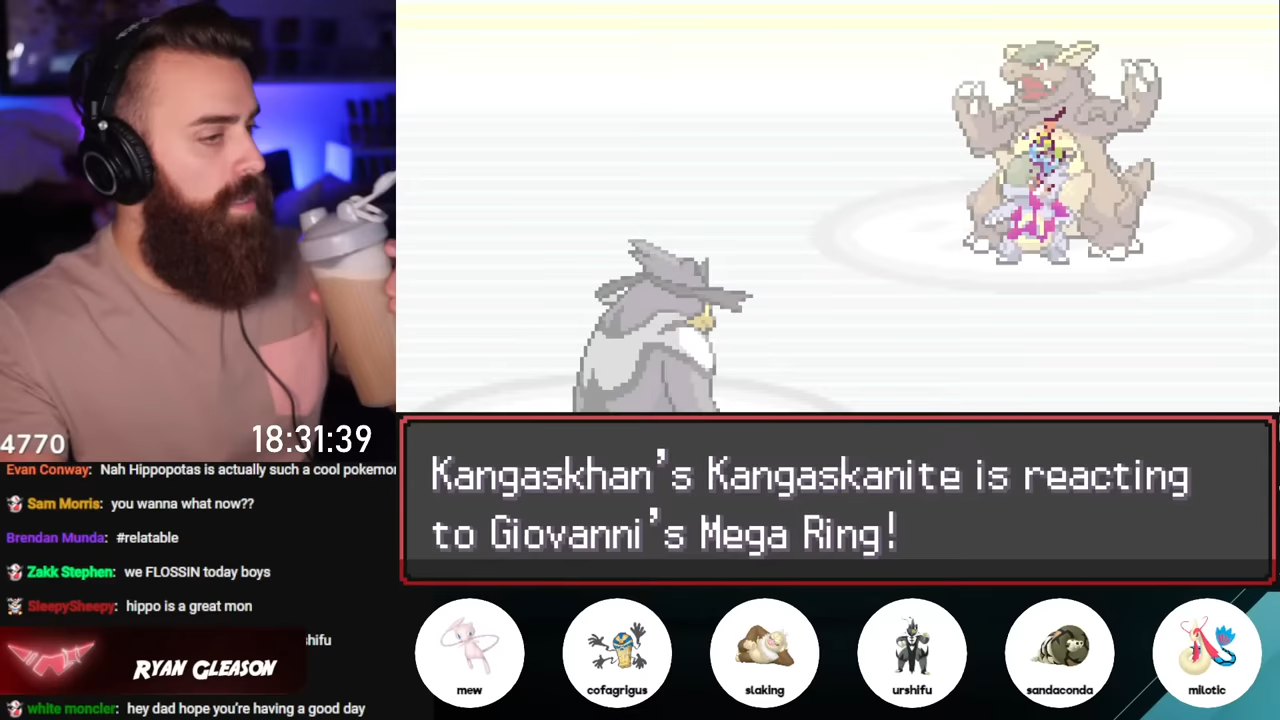 4770
18:31:39
Evan Conway: Nah Hippopotas is actually such a cool pokemon
Sam Morris: you wanna what now??
Brendan Munda: #relatable
Zakk Stephen: we FLOSSIN today boys
SleepySheepy: hippo is a great mon
shifu
Ryan Gleason
white moncler: hey dad hope you're having a good day
Kangaskhan's Kangaskanite is reacting
to Giovanni's Mega Ring!
mew
cofagrigus
slaking
urshifu
sandaconda
milotic